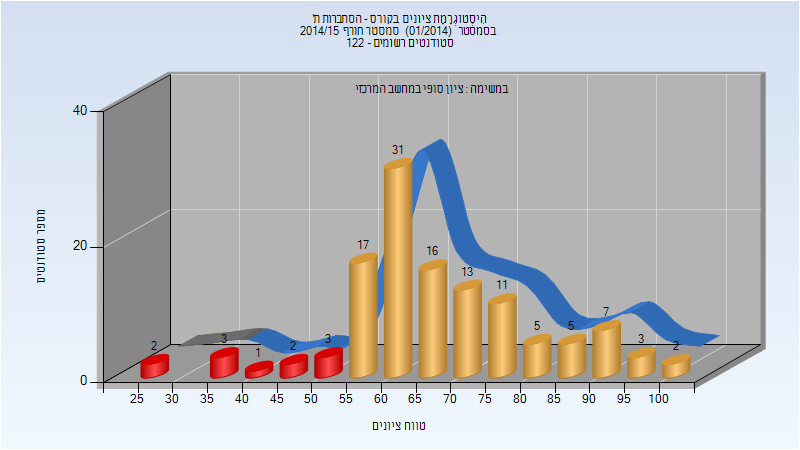 היסטוגרמת ציונים בקורס - הסתברות ת'
בסמסטר (01/2014) סמסטר חורף 2014/15
סטודנטים רשומים - 122
במשימה : ציון סופי במחשב המרכזי
מספר סטודנטים
40
20
0
2
3
1
2
3
17
31
16
13
11
5
5
7
3
2
25 30 35 40 45 50 55 60 65 70 75 80 85 90 95 100
טווח ציונים